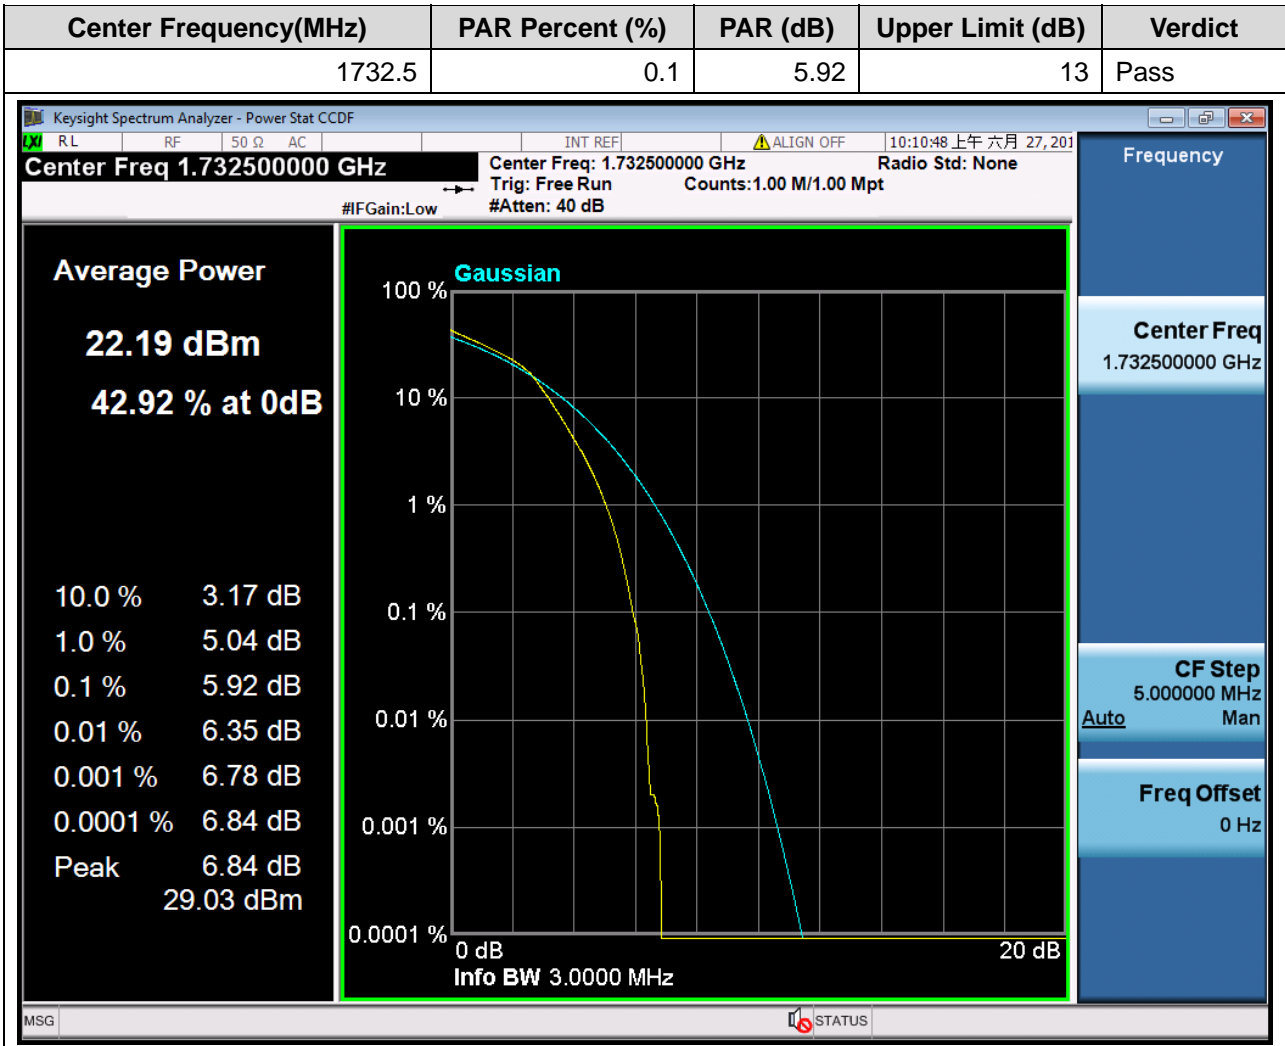 Center Frequency(MHz) PAR Percent (%) PAR (dB) Upper Limit (dB) Verdict
1732.5 0.1 5.92 13 Pass
Keysight Spectrum Analyzer - Power Stat CCDF
LXI RL RF 50 Ω AC INT REF ALIGN OFF 10:10:48 上午 六月 27, 201
Center Freq 1.732500000 GHz
Center Freq: 1.732500000 GHz Radio Std: None
Trig: Free Run Counts:1.00 M/1.00 Mpt
#IFGain:Low #Atten: 40 dB
Frequency
Average Power
22.19 dBm
42.92 % at 0dB
10.0 % 3.17 dB
1.0 % 5.04 dB
0.1 % 5.92 dB
0.01 % 6.35 dB
0.001 % 6.78 dB
0.0001 % 6.84 dB
Peak 6.84 dB
29.03 dBm
Gaussian
100 %
10 %
1 %
0.1 %
0.01 %
0.001 %
0.0001 %
0 dB 20 dB
Info BW 3.0000 MHz
Center Freq
1.732500000 GHz
CF Step
5.000000 MHz
Auto Man
Freq Offset
0 Hz
MSG STATUS